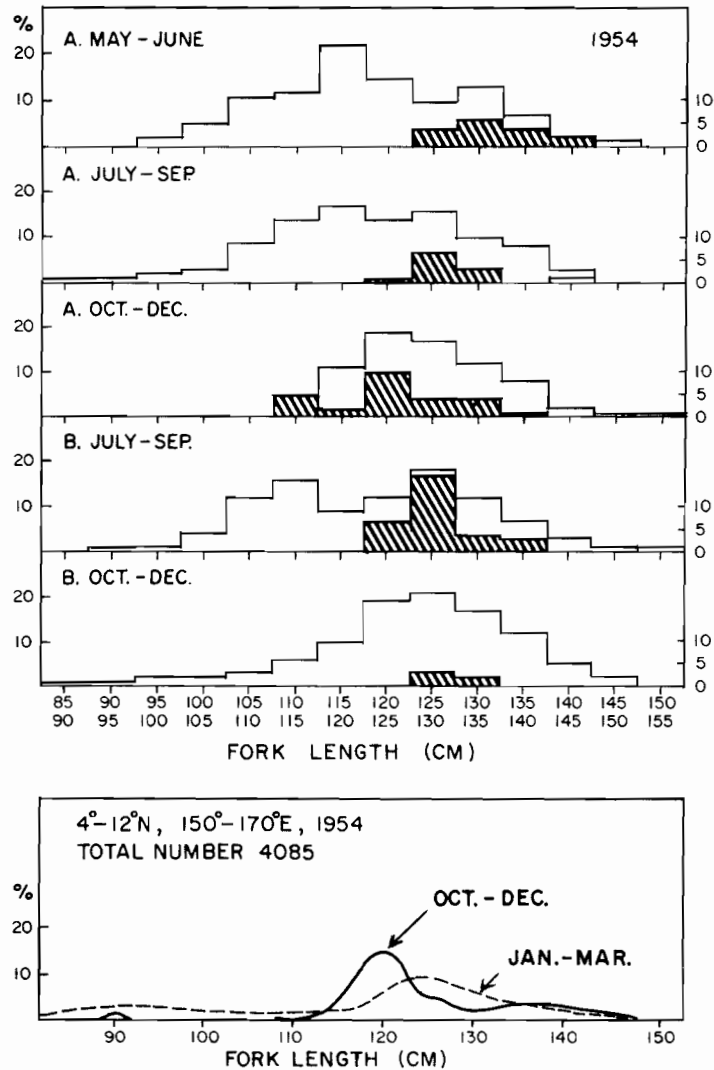 %
A. MAY – JUNE 1954
20
10
10
5
0
A. JULY – SEP.
20
10
10
5
0
A. OCT. – DEC.
20
10
10
5
0
B. JULY – SEP.
20
10
10
5
0
B. OCT. – DEC.
20
10
10
5
0
85 90 95 100 105 110 115 120 125 130 135 140 145 150
90 95 100 105 110 115 120 125 130 135 140 145 150 155
FORK LENGTH (CM)
4°–12°N, 150°–170°E, 1954
TOTAL NUMBER 4085
%
OCT. – DEC.
20
JAN.–MAR.
10
90 100 110 120 130 140 150
FORK LENGTH (CM)